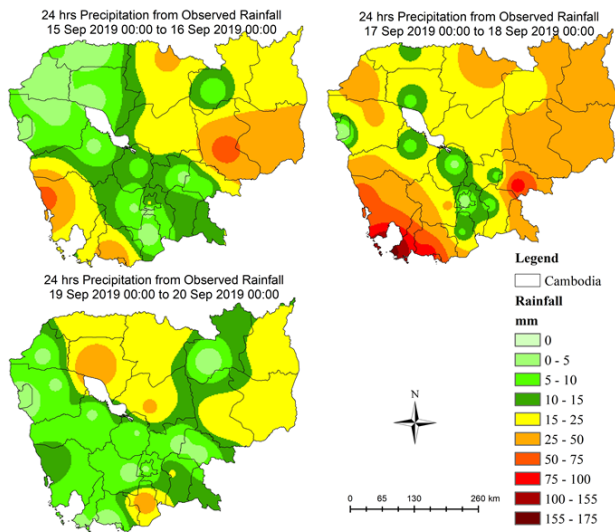 24 hrs Precipitation from Observed Rainfall
15 Sep 2019 00:00 to 16 Sep 2019 00:00
24 hrs Precipitation from Observed Rainfall
17 Sep 2019 00:00 to 18 Sep 2019 00:00
24 hrs Precipitation from Observed Rainfall
19 Sep 2019 00:00 to 20 Sep 2019 00:00
Legend
Cambodia
Rainfall
mm
0
0 - 5
5 - 10
10 - 15
15 - 25
25 - 50
50 - 75
75 - 100
100 - 155
155 - 175
N
0 65 130 260 km